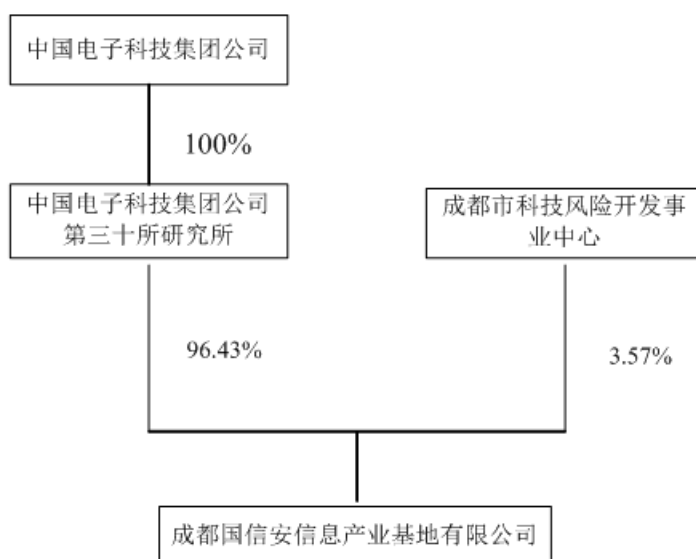 中国电子科技集团公司
100%
中国电子科技集团公司
第三十所研究所
成都市科技风险开发事
业中心
96.43%
3.57%
成都国信安信息产业基地有限公司